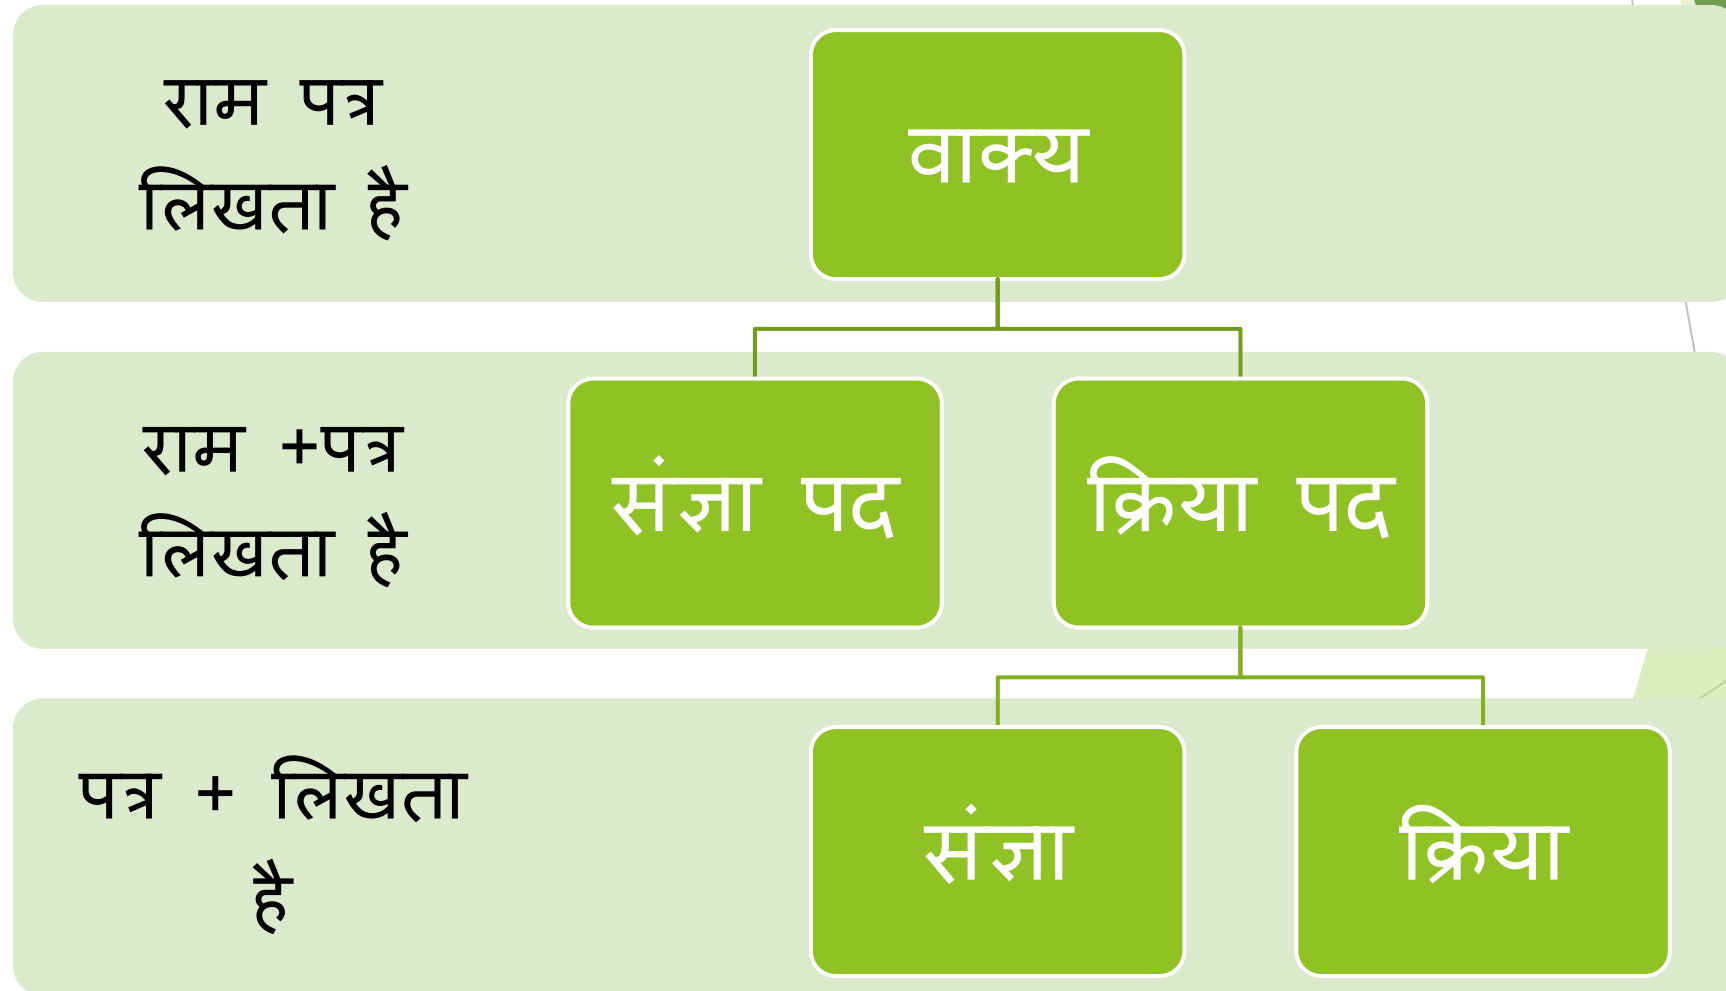 राम पत्र
लिखता है
वाक्य
राम +पत्र
लिखता है
संज्ञा पद
क्रिया पद
पत्र + लिखता
है
संज्ञा
क्रिया